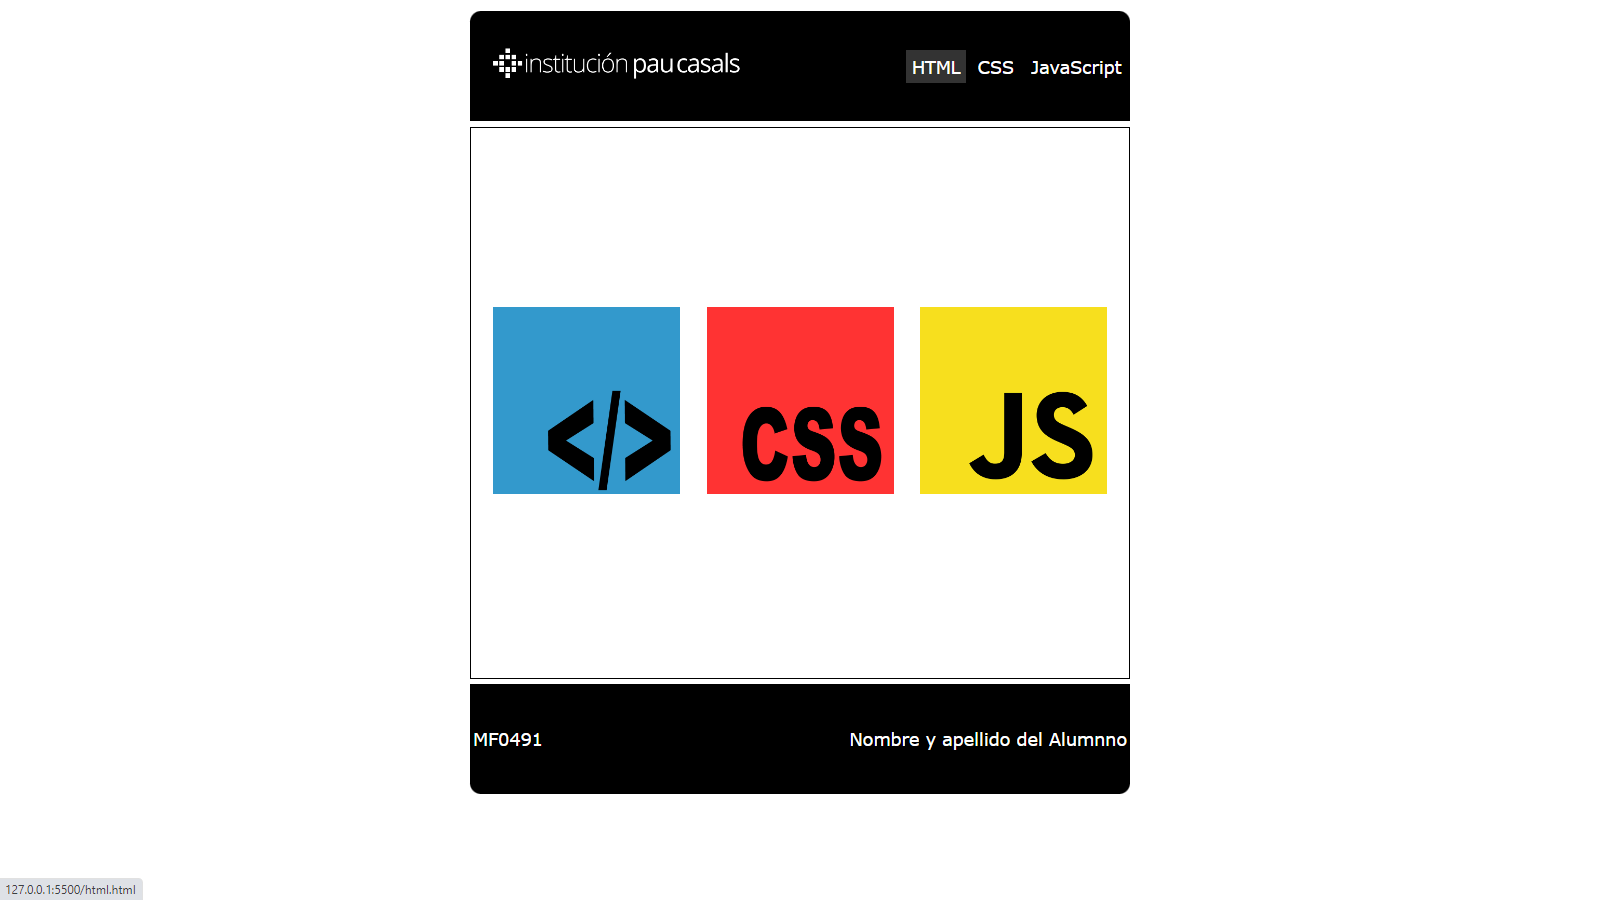 institución pau casals
HTML CSS JavaScript
</> CSS JS
MF0491 Nombre y apellido del Alumnno
127.0.0.1:5500/html.html